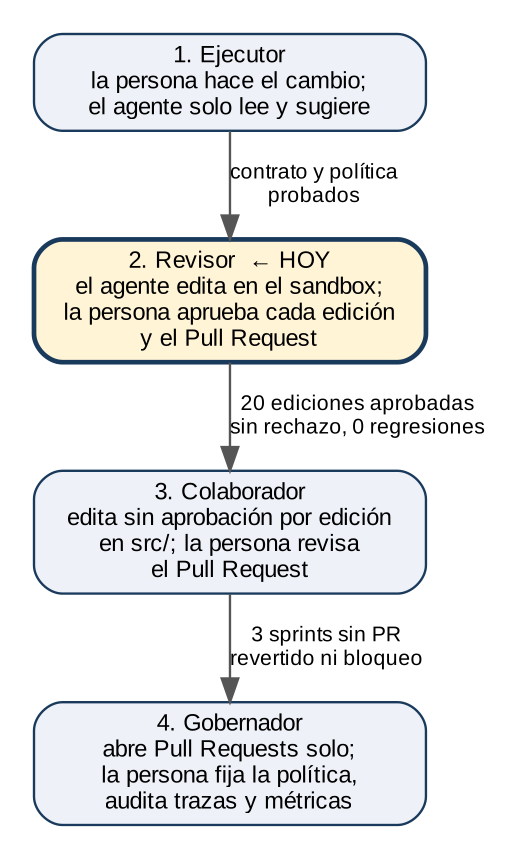 1. Ejecutor
la persona hace el cambio;
el agente solo lee y sugiere
contrato y política
probados
2. Revisor ← HOY
el agente edita en el sandbox;
la persona aprueba cada edición
y el Pull Request
20 ediciones aprobadas
sin rechazo, 0 regresiones
3. Colaborador
edita sin aprobación por edición
en src/; la persona revisa
el Pull Request
3 sprints sin PR
revertido ni bloqueo
4. Gobernador
abre Pull Requests solo;
la persona fija la política,
audita trazas y métricas